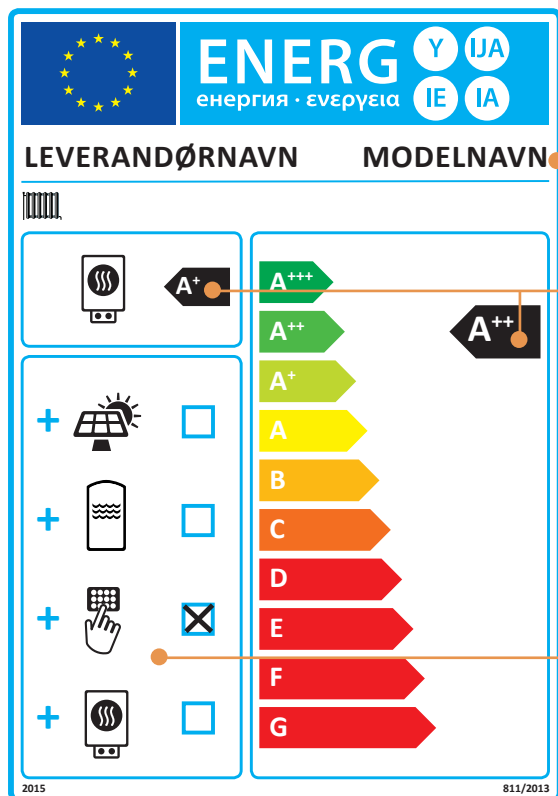 ENERG Y IJA
енергия · ενεργεια IE IA
LEVERANDØRNAVN MODELNAVN
A+
A+++
A++
A++
A+
A
B
C
D
E
F
G
+
+
+
+
2015 811/2013